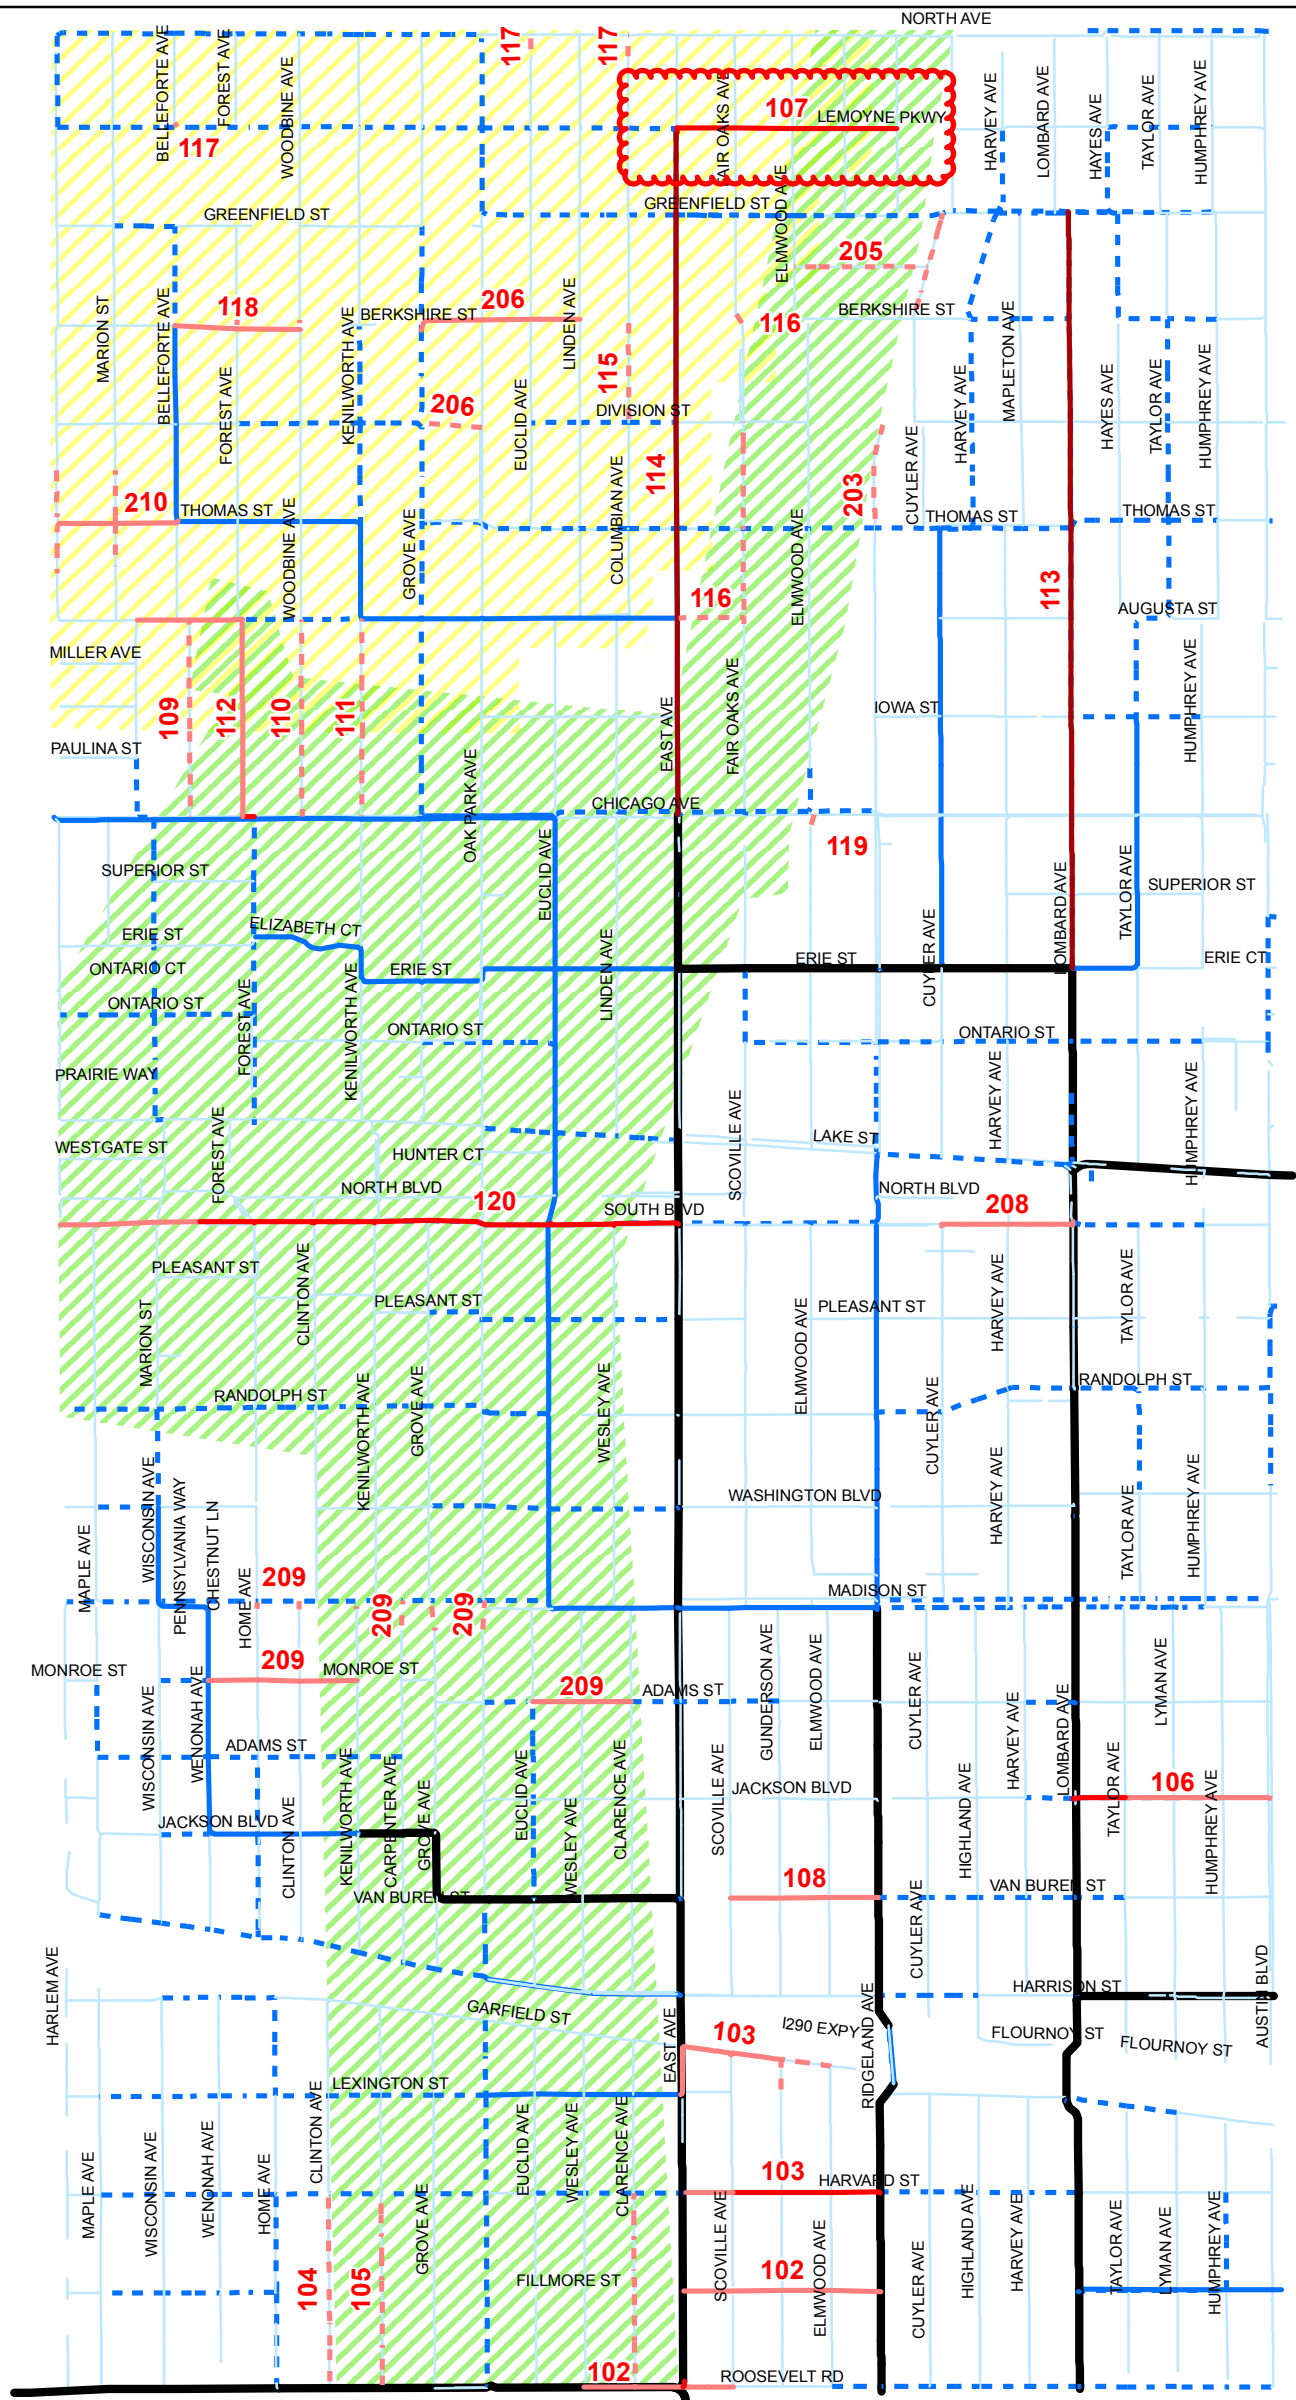 NORTH AVE
BELLEFORTE AVE
FOREST AVE
WOODBINE AVE
117
117
117
107
LEMOYNE PKWY
FAIR OAKS AVE
HARVEY AVE
LOMBARD AVE
HAYES AVE
TAYLOR AVE
HUMPHREY AVE
GREENFIELD ST
GREENFIELD ST
ELMWOOD AVE
205
MARION ST
BELLEFORTE AVE
118
FOREST AVE
KENILWORTH AVE
BERKSHIRE ST
206
LINDEN AVE
116
BERKSHIRE ST
115
EUCLID AVE
206
DIVISION ST
HARVEY AVE
MAPLETON AVE
HAYES AVE
TAYLOR AVE
HUMPHREY AVE
210
THOMAS ST
WOODBINE AVE
GROVE AVE
COLUMBIAN AVE
114
ELMWOOD AVE
203
CUYLER AVE
THOMAS ST
THOMAS ST
113
116
AUGUSTA ST
MILLER AVE
109
112
110
111
EAST AVE
FAIR OAKS AVE
IOWA ST
HUMPHREY AVE
PAULINA ST
OAK PARK AVE
CHICAGO AVE
119
SUPERIOR ST
EUCLID AVE
LOMBARD AVE
TAYLOR AVE
SUPERIOR ST
ERIE ST
ELIZABETH CT
ERIE ST
LINDEN AVE
ERIE ST
CUYLER AVE
ERIE CT
ONTARIO CT
ONTARIO ST
FOREST AVE
KENILWORTH AVE
ONTARIO ST
ONTARIO ST
PRAIRIE WAY
SCOVILLE AVE
HARVEY AVE
HUMPHREY AVE
WESTGATE ST
FOREST AVE
HUNTER CT
LAKE ST
NORTH BLVD
120
SOUTH BLVD
NORTH BLVD
208
PLEASANT ST
CLINTON AVE
PLEASANT ST
PLEASANT ST
HARVEY AVE
TAYLOR AVE
MARION ST
ELMWOOD AVE
RANDOLPH ST
KENILWORTH AVE
GROVE AVE
WESLEY AVE
CUYLER AVE
RANDOLPH ST
WISCONSIN AVE
PENNSYLVANIA WAY
CHESTNUT LN
WASHINGTON BLVD
HARVEY AVE
TAYLOR AVE
HUMPHREY AVE
MAPLE AVE
HOME AVE
209
209
209
MADISON ST
MONROE ST
209
MONROE ST
209
ADAMS ST
GUNDERSON AVE
ELMWOOD AVE
CUYLER AVE
LYMAN AVE
WISCONSIN AVE
WENONAH AVE
ADAMS ST
HARVEY AVE
LOMBARD AVE
JACKSON BLVD
CLINTON AVE
KENILWORTH AVE
CARPENTER AVE
GROVE AVE
EUCLID AVE
WESLEY AVE
CLARENCE AVE
SCOVILLE AVE
JACKSON BLVD
HIGHLAND AVE
TAYLOR AVE
106
HUMPHREY AVE
VAN BUREN ST
108
VAN BUREN ST
CUYLER AVE
HARLEM AVE
GARFIELD ST
EAST AVE
103
I290 EXPY
RIDGELAND AVE
HARRISON ST
FLOURNOY ST
FLOURNOY ST
AUSTIN BLVD
LEXINGTON ST
CLINTON AVE
MAPLE AVE
WISCONSIN AVE
WENONAH AVE
HOME AVE
EUCLID AVE
WESLEY AVE
CLARENCE AVE
103
HARVARD ST
104
105
GROVE AVE
FILLMORE ST
SCOVILLE AVE
102
ELMWOOD AVE
CUYLER AVE
HIGHLAND AVE
HARVEY AVE
TAYLOR AVE
LYMAN AVE
HUMPHREY AVE
102
ROOSEVELT RD